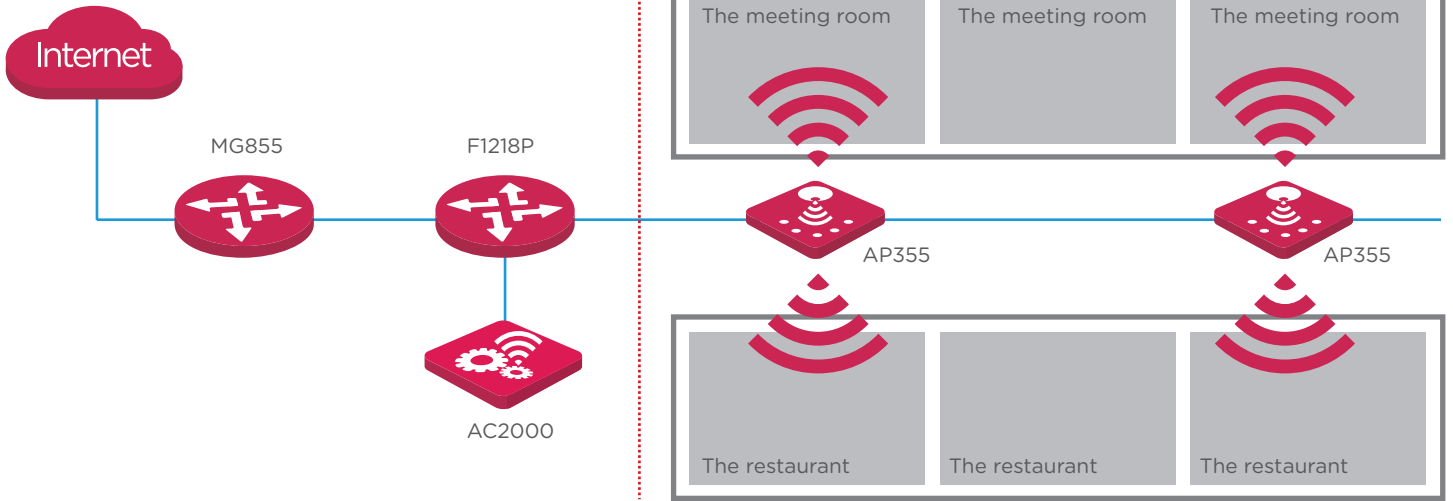 The meeting room
The meeting room
The meeting room
Internet
MG855
F1218P
AP355
AP355
AC2000
The restaurant
The restaurant
The restaurant